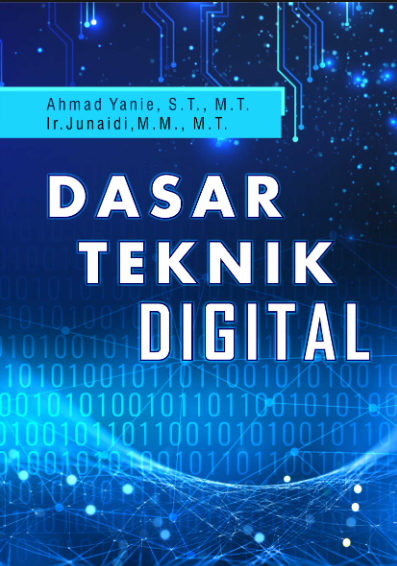 Ahmad Yanie, S.T., M.T.
Ir.Junaidi,M.M., M.T.
DASAR
TEKNIK
DIGITAL